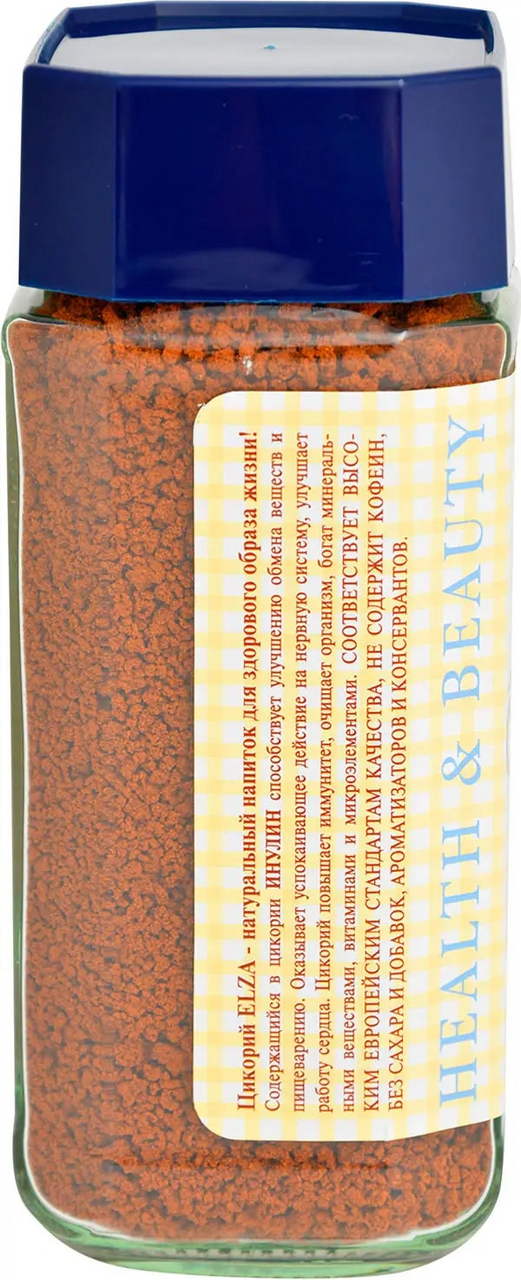 Цикорий ELZA - натуральный напиток для здорового образа жизни!
Содержащийся в цикории ИНУЛИН способствует улучшению обмена веществ и
пищеварению. Оказывает успокаивающее действие на нервную систему, улучшает
работу сердца. Цикорий повышает иммунитет, очищает организм, богат минераль-
ными веществами, витаминами и микроэлементами. СООТВЕТСТВУЕТ ВЫСО-
КИМ ЕВРОПЕЙСКИМ СТАНДАРТАМ КАЧЕСТВА, НЕ СОДЕРЖИТ КОФЕИН,
БЕЗ САХАРА И ДОБАВОК, АРОМАТИЗАТОРОВ И КОНСЕРВАНТОВ.
HEALTH & BEAUTY